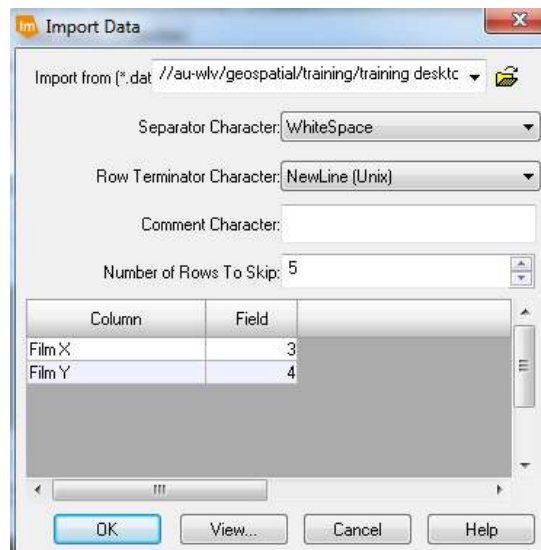 Im Import Data
Import from (*.dat //au-wlv/geospatial/training/training desktc
Separator Character: WhiteSpace
Row Terminator Character: NewLine (Unix)
Comment Character:
Number of Rows To Skip: 5
Column Field
Film X 3
Film Y 4
OK View... Cancel Help